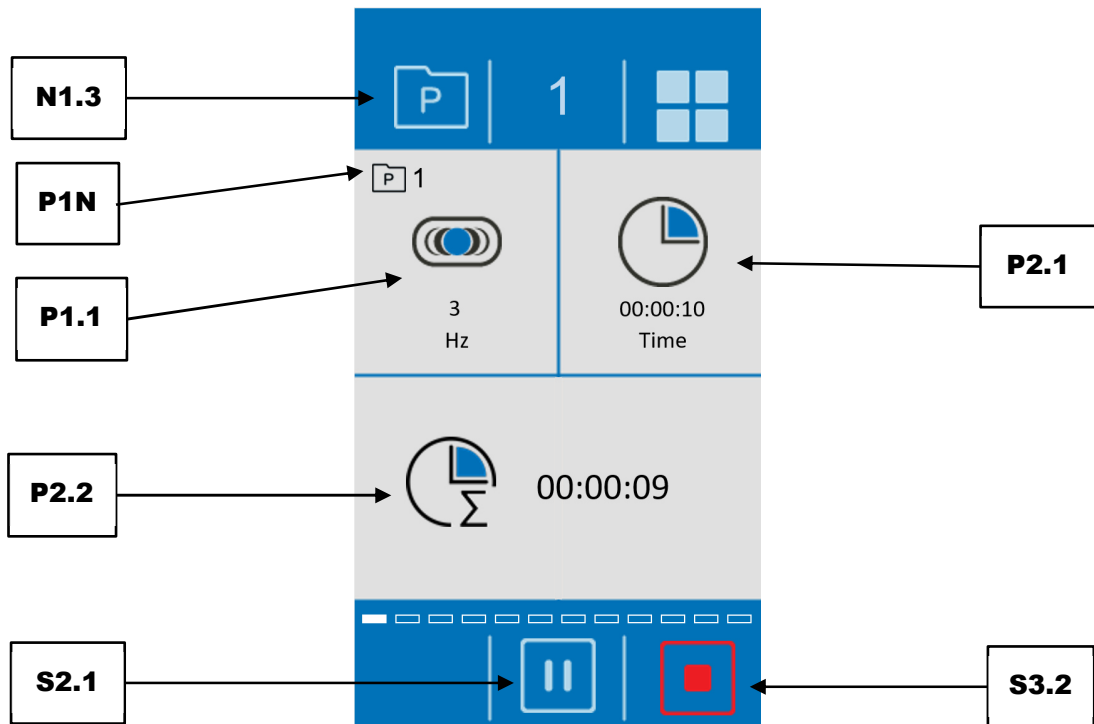 N1.3
P
1
P1N
P 1
P1.1
P2.1
3
Hz
00:00:10
Time
P2.2
Σ
00:00:09
S2.1
S3.2